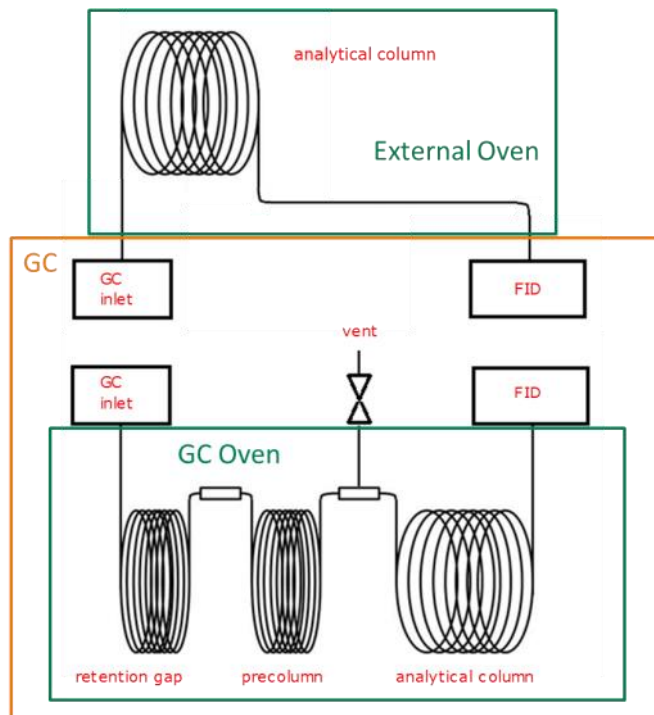 analytical column
External Oven
GC
GC
inlet
FID
vent
GC
inlet
FID
GC Oven
retention gap
precolumn
analytical column